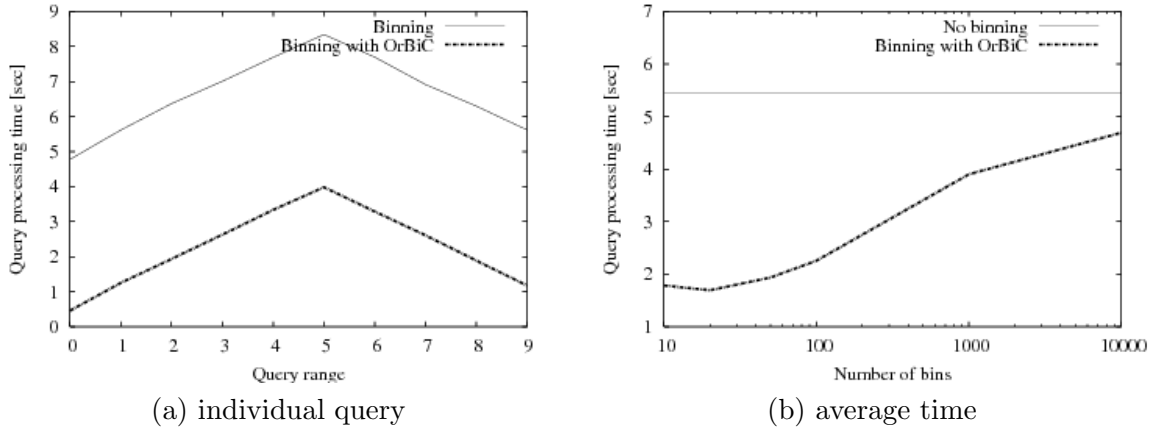 Binning
Binning with OrBiC
Query processing time [sec]
9
8
7
6
5
4
3
2
1
0
0 1 2 3 4 5 6 7 8 9
Query range
(a) individual query
No binning
Binning with OrBiC
Query processing time [sec]
7
6
5
4
3
2
1
10 100 1000 10000
Number of bins
(b) average time